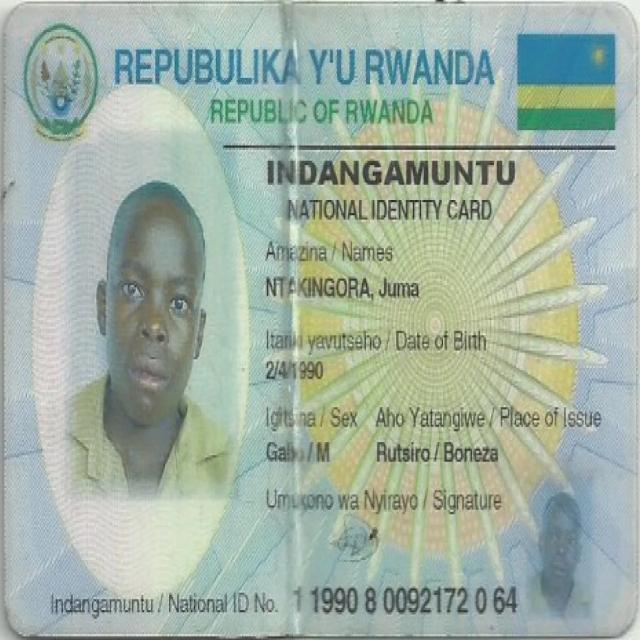 REPUBULIKA Y'U RWANDA
REPUBLIC OF RWANDA
INDANGAMUNTU
NATIONAL IDENTITY CARD
Amazina / Names
NTAKINGORA, Juma
Itariki yavutseho / Date of Birth
2/4/1990
Igitsina / Sex Aho Yatangiwe / Place of Issue
Gabo / M Rutsiro / Boneza
Umukono wa Nyirayo / Signature
Indangamuntu / National ID No. 1 1990 8 0092172 0 64